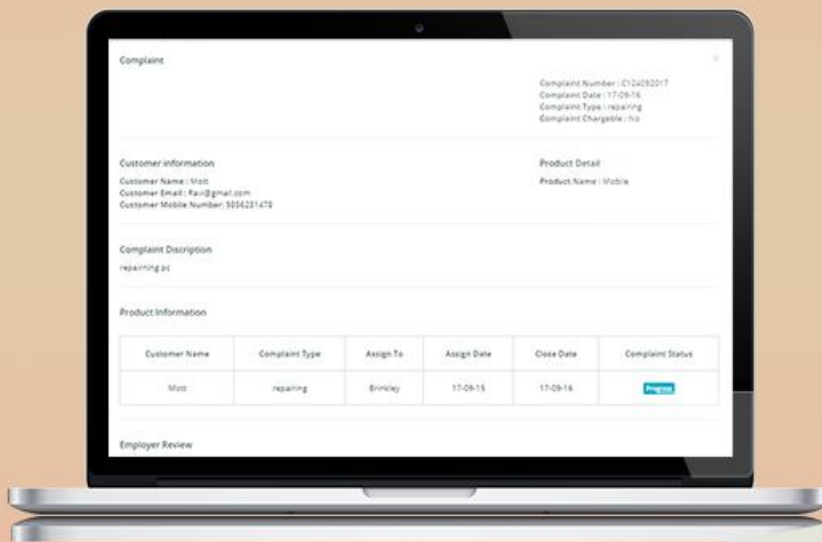 Complaint
Complaint Number : C124092017
Complaint Date : 17-09-16
Complaint Type : repairing
Complaint Chargeble : No
Customer information
Product Detail
Customer Name : Matt
Product Name : Mobile
Customer Email : Ravi@gmail.com
Customer Mobile Number: 9856231478
Complaint Discription
repairning pc
Product Information
Customer Name Complaint Type Assign To Assign Date Close Date Complaint Status
Matt repairing Brinkley 17-09-16 17-09-16 Progress
Employer Review